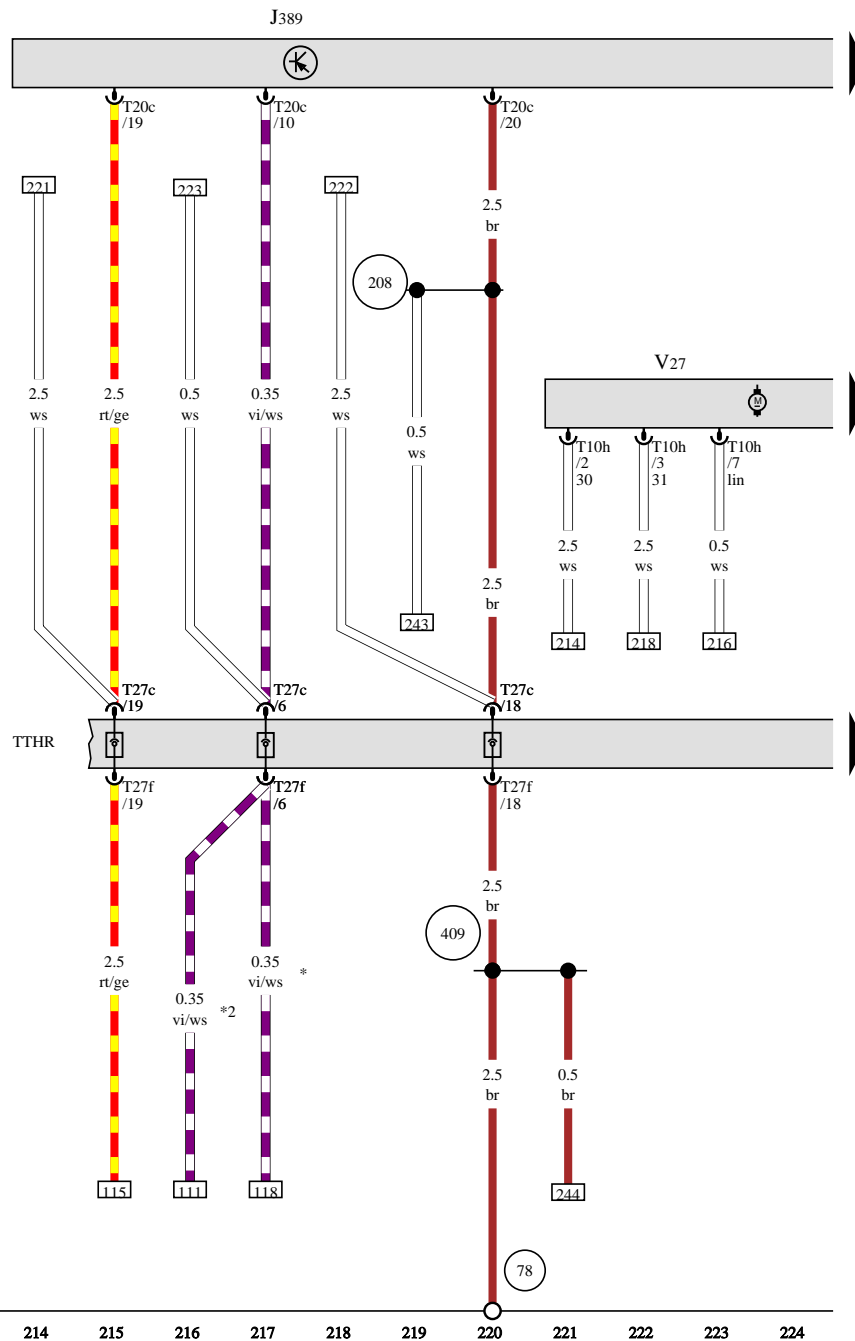 J389
T20c
/19
T20c
/10
T20c
/20
221
223
222
2.5
br
208
V27
2.5
ws
2.5
rt/ge
0.5
ws
0.35
vi/ws
2.5
ws
M
0.5
ws
T10h
/2
30
T10h
/3
31
T10h
/7
lin
2.5
ws
2.5
ws
0.5
ws
2.5
br
243
214
218
216
T27c
/19
T27c
/6
T27c
/18
TTHR
T27f
/19
T27f
/6
T27f
/18
2.5
br
409
2.5
rt/ge
0.35
vi/ws
*
0.35
vi/ws
*2
2.5
br
0.5
br
115
111
118
244
78
214 215 216 217 218 219 220 221 222 223 224